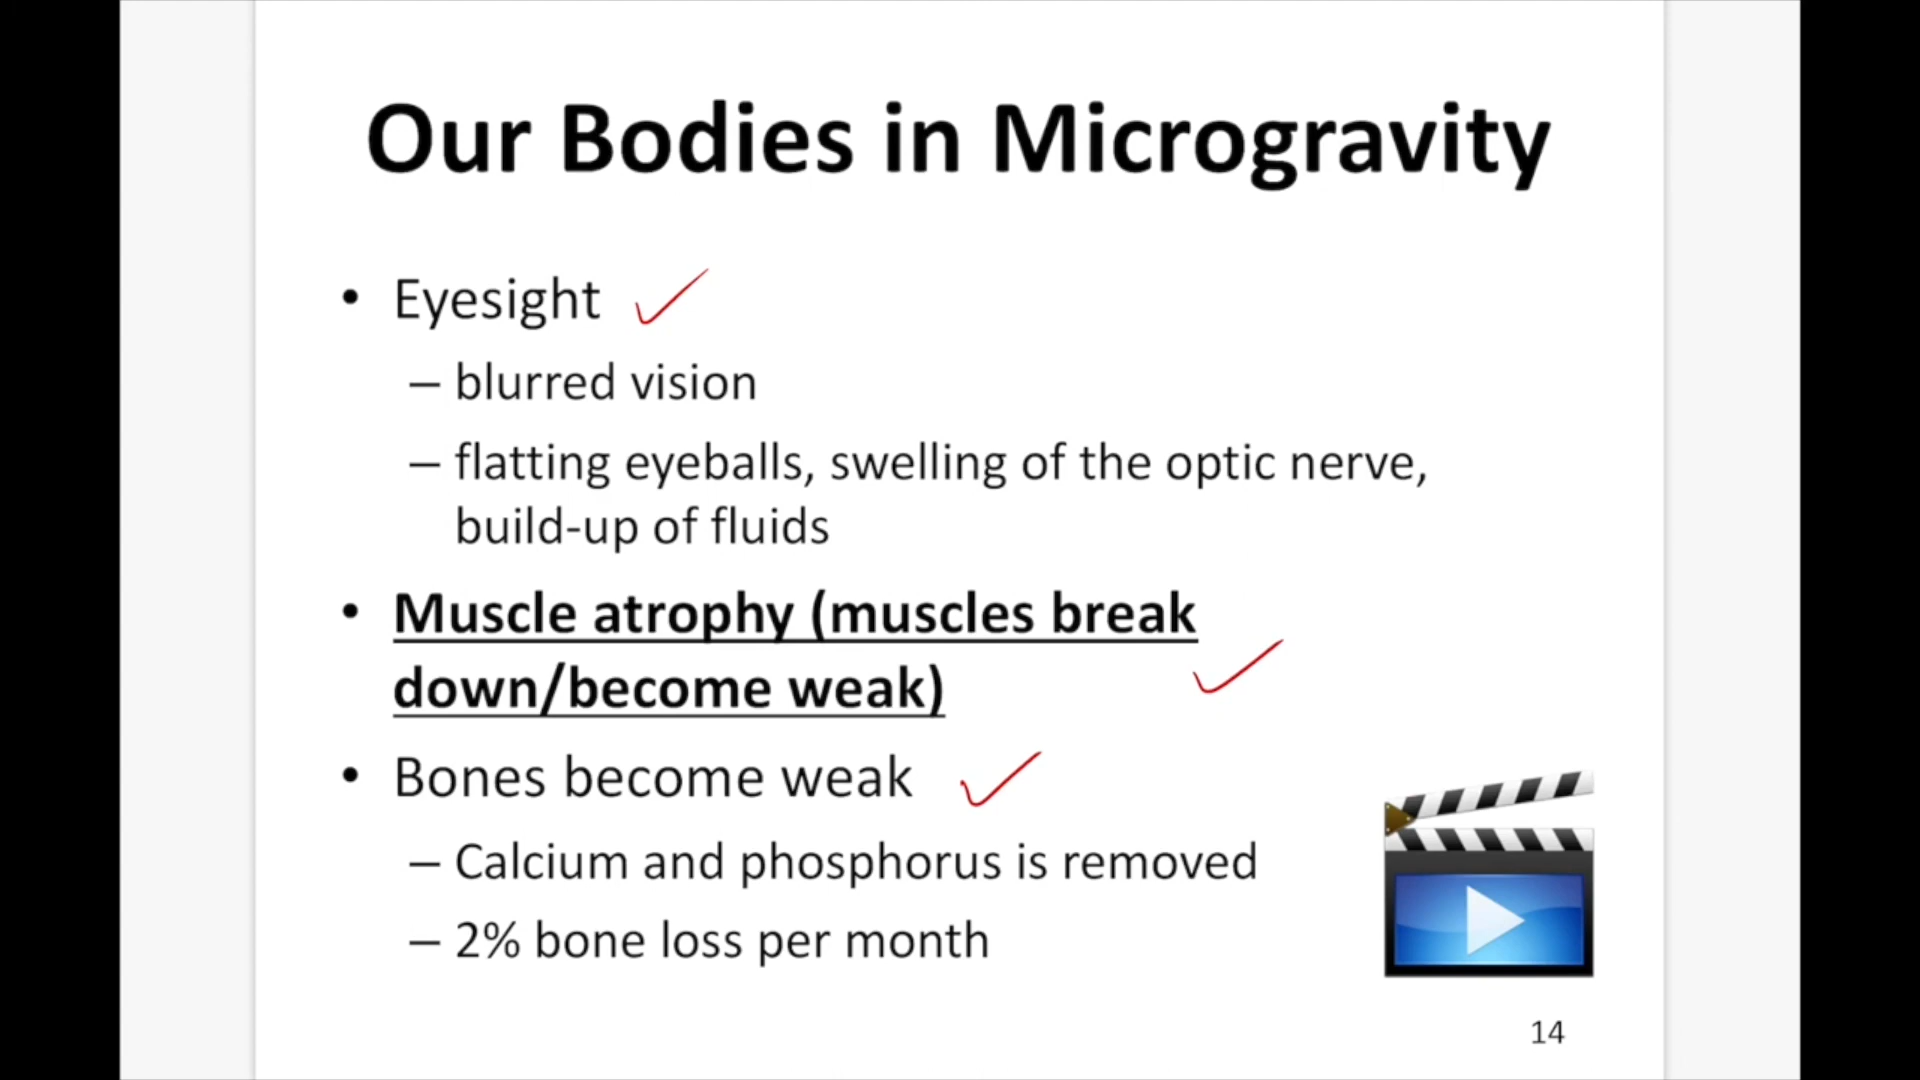 Our Bodies in Microgravity
• Eyesight
– blurred vision
– flatting eyeballs, swelling of the optic nerve,
build-up of fluids
• Muscle atrophy (muscles break
down/become weak)
• Bones become weak
– Calcium and phosphorus is removed
– 2% bone loss per month
14